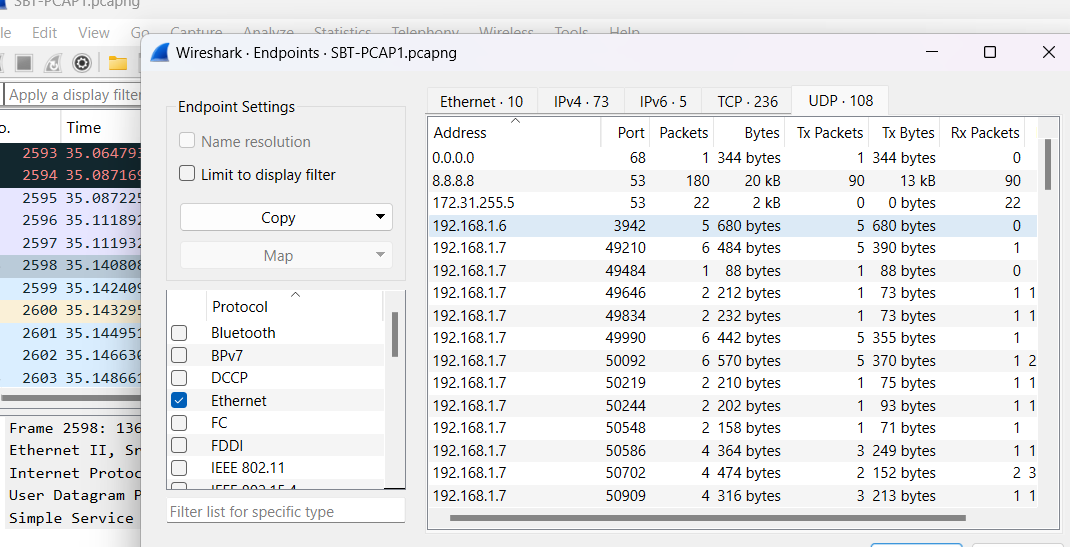 SBT-PCAP1.pcapng
Edit View Go Capture Analyze Statistics Telephony Wireless Tools Help
Wireshark · Endpoints · SBT-PCAP1.pcapng
Apply a display filter
Time
2593 35.064793
2594 35.087169
2595 35.087225
2596 35.111892
2597 35.111932
2598 35.140808
2599 35.142409
2600 35.143295
2601 35.144951
2602 35.146630
2603 35.148661
Frame 2598: 136
Ethernet II, Sr
Internet Protoc
User Datagram P
Simple Service
Endpoint Settings
Name resolution
Limit to display filter
Copy
Map
Protocol
Bluetooth
BPv7
DCCP
Ethernet
FC
FDDI
IEEE 802.11
IEEE 802.15.4
Filter list for specific type
Ethernet · 10 IPv4 · 73 IPv6 · 5 TCP · 236 UDP · 108
Address Port Packets Bytes Tx Packets Tx Bytes Rx Packets
0.0.0.0 68 1 344 bytes 1 344 bytes 0
8.8.8.8 53 180 20 kB 90 13 kB 90
172.31.255.5 53 22 2 kB 0 0 bytes 22
192.168.1.6 3942 5 680 bytes 5 680 bytes 0
192.168.1.7 49210 6 484 bytes 5 390 bytes 1
192.168.1.7 49484 1 88 bytes 1 88 bytes 0
192.168.1.7 49646 2 212 bytes 1 73 bytes 1 1
192.168.1.7 49834 2 232 bytes 1 73 bytes 1 1
192.168.1.7 49990 6 442 bytes 5 355 bytes 1
192.168.1.7 50092 6 570 bytes 5 370 bytes 1 2
192.168.1.7 50219 2 210 bytes 1 75 bytes 1 1
192.168.1.7 50244 2 202 bytes 1 93 bytes 1 1
192.168.1.7 50548 2 158 bytes 1 71 bytes 1
192.168.1.7 50586 4 364 bytes 3 249 bytes 1 1
192.168.1.7 50702 4 474 bytes 2 152 bytes 2 3
192.168.1.7 50909 4 316 bytes 3 213 bytes 1 1